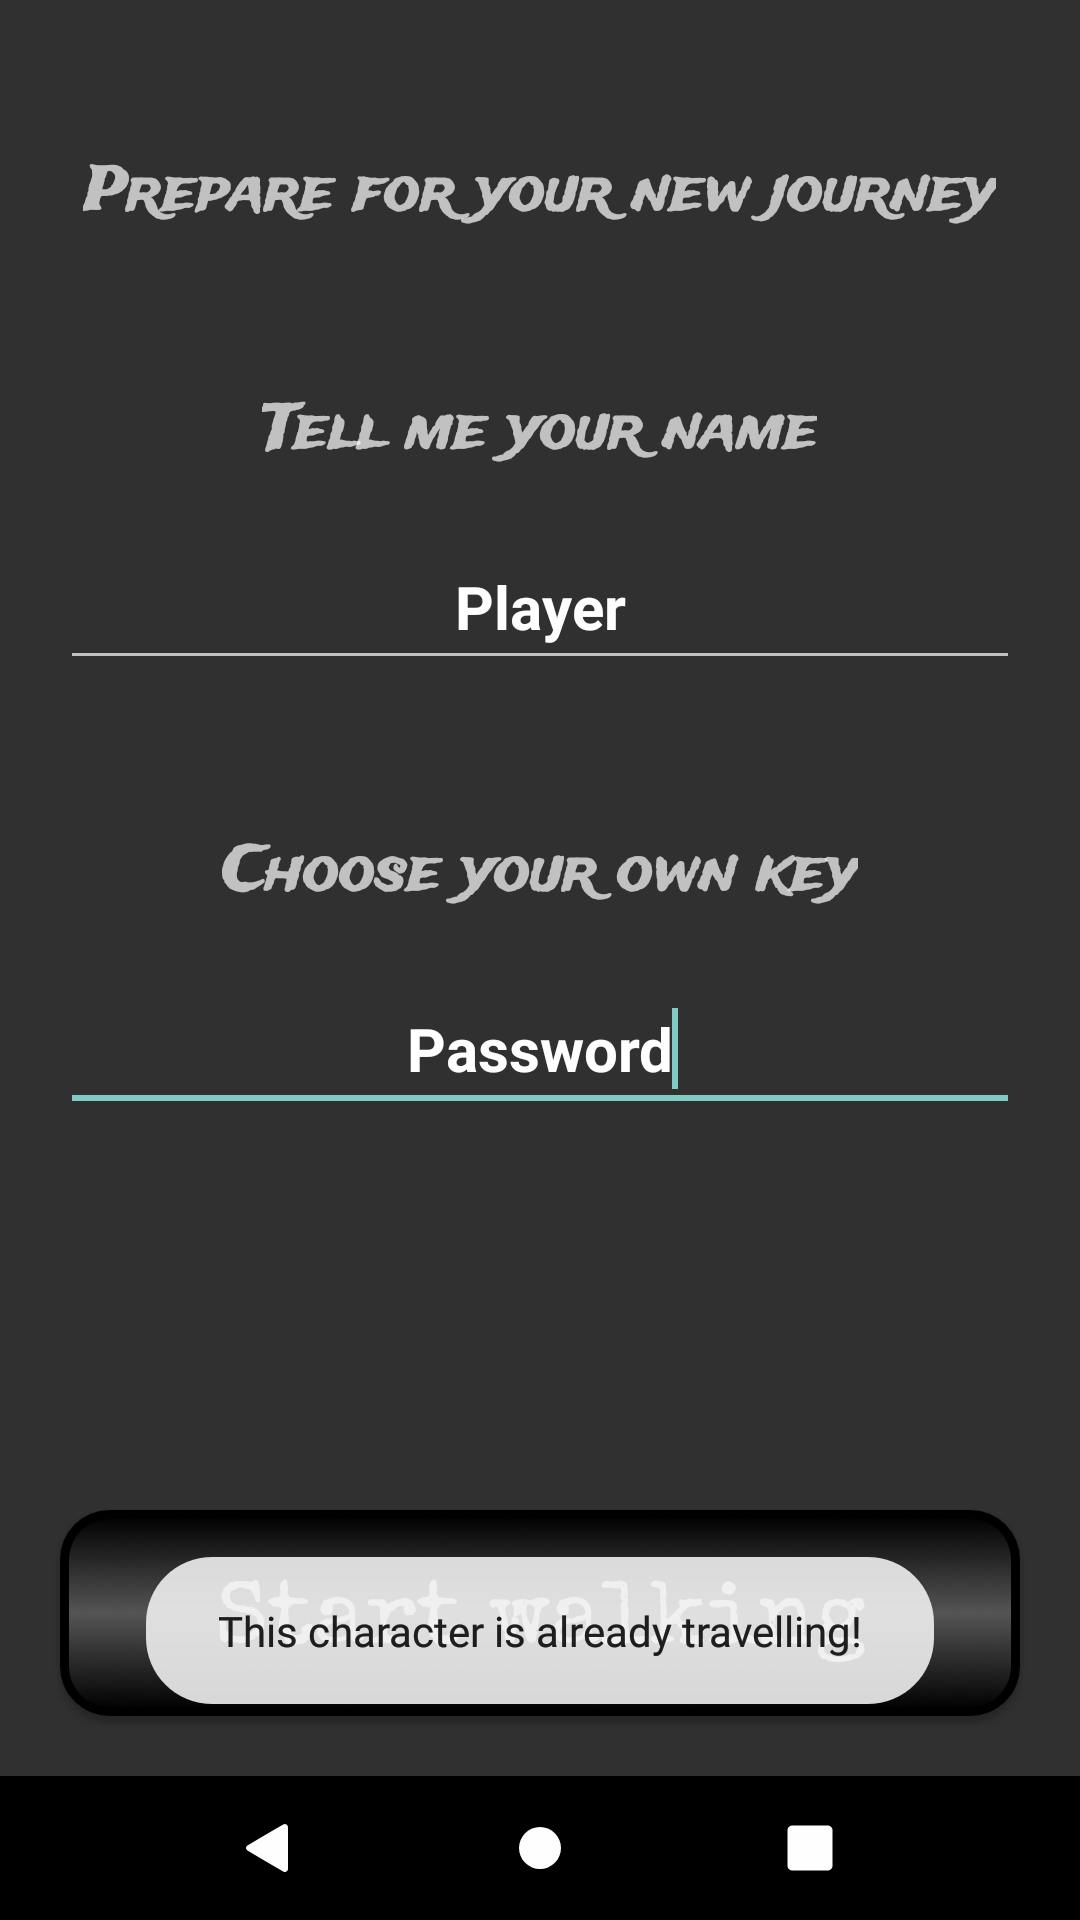 Prepare for your new journey
Tell me your name
Player
Choose your own key
Password
Start walking
This character is already travelling!